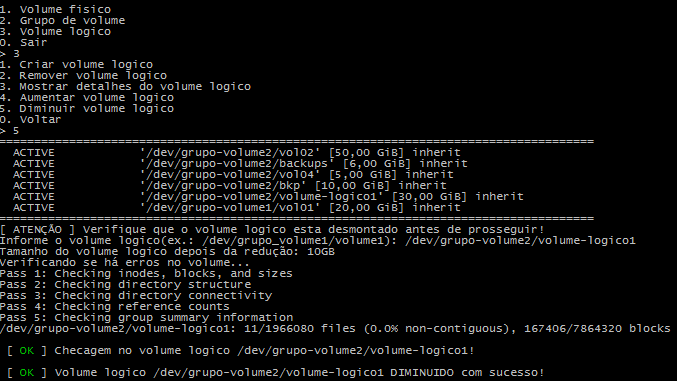 1. Volume fisico
2. Grupo de volume
3. Volume logico
0. Sair
> 3
1. Criar volume logico
2. Remover volume logico
3. Mostrar detalhes do volume logico
4. Aumentar volume logico
5. Diminuir volume logico
0. Voltar
> 5
=====================================================================================
ACTIVE '/dev/grupo-volume2/vol02' [50,00 GiB] inherit
ACTIVE '/dev/grupo-volume2/backups' [6,00 GiB] inherit
ACTIVE '/dev/grupo-volume2/vol04' [5,00 GiB] inherit
ACTIVE '/dev/grupo-volume2/bkp' [10,00 GiB] inherit
ACTIVE '/dev/grupo-volume2/volume-logico1' [30,00 GiB] inherit
ACTIVE '/dev/grupo-volume1/vol01' [20,00 GiB] inherit
=====================================================================================
[ ATENÇÃO ] Verifique que o volume logico esta desmontado antes de prosseguir!
Informe o volume logico(ex.: /dev/grupo_volume1/volume1): /dev/grupo-volume2/volume-logico1
Tamanho do volume logico depois da redução: 10GB
Verificando se há erros no volume...
Pass 1: Checking inodes, blocks, and sizes
Pass 2: Checking directory structure
Pass 3: Checking directory connectivity
Pass 4: Checking reference counts
Pass 5: Checking group summary information
/dev/grupo-volume2/volume-logico1: 11/1966080 files (0.0% non-contiguous), 167406/7864320 blocks
[ OK ] Checagem no volume logico /dev/grupo-volume2/volume-logico1!
[ OK ] Volume logico /dev/grupo-volume2/volume-logico1 DIMINUIDO com sucesso!